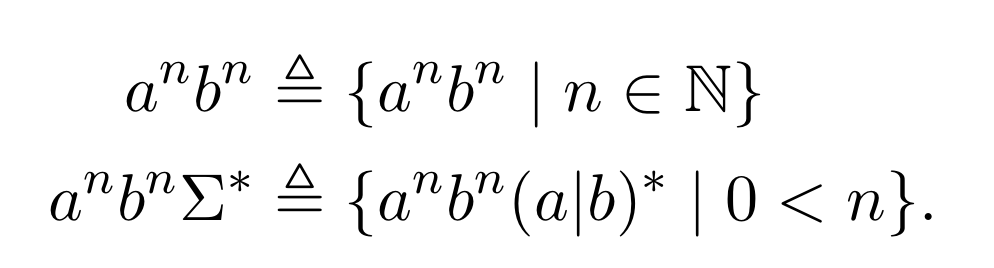 aⁿbⁿ ≜ {aⁿbⁿ | n ∈ ℕ}
aⁿbⁿΣ* ≜ {aⁿbⁿ(a|b)* | 0 < n}.